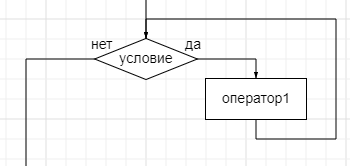 нет да
условие
оператор1